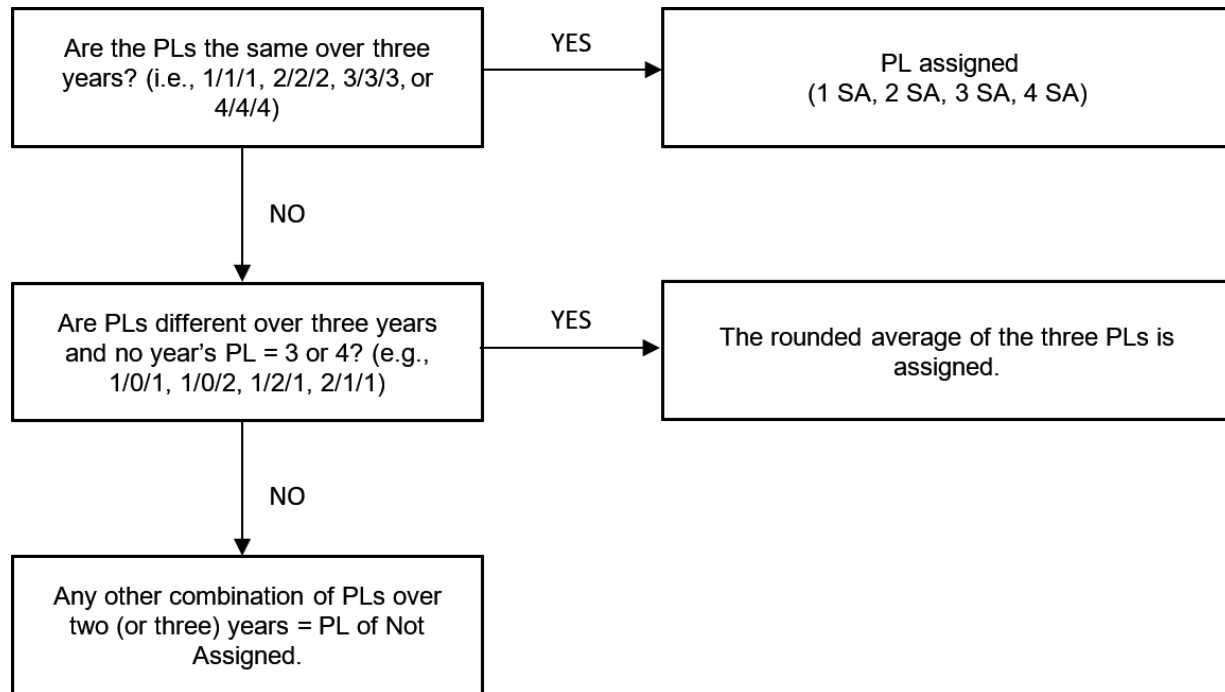 Are the PLs the same over three
years? (i.e., 1/1/1, 2/2/2, 3/3/3, or
4/4/4)
YES
PL assigned
(1 SA, 2 SA, 3 SA, 4 SA)
NO
Are PLs different over three years
and no year’s PL = 3 or 4? (e.g.,
1/0/1, 1/0/2, 1/2/1, 2/1/1)
YES
The rounded average of the three PLs is
assigned.
NO
Any other combination of PLs over
two (or three) years = PL of Not
Assigned.